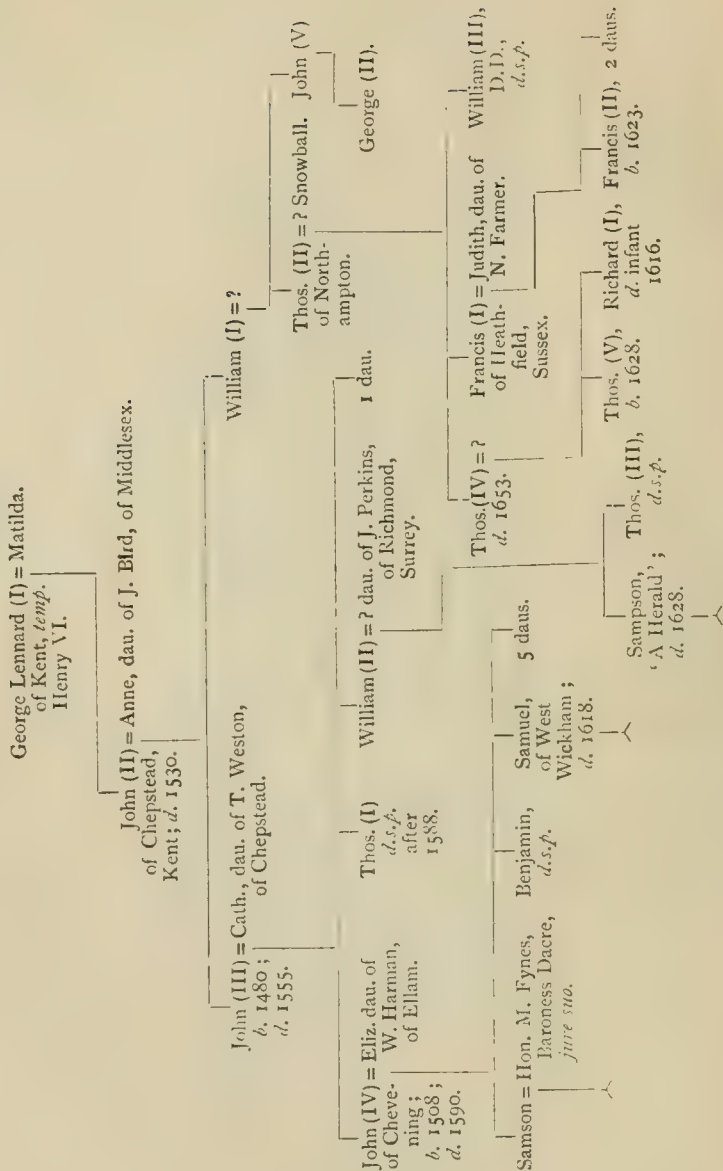 George Lennard (I) = Matilda.
of Kent, temp.
Henry VI.
John (II) = Anne, dau. of J. Bird, of Middlesex.
of Chepstead,
Kent; d. 1530.
John (III) = Cath., dau. of T. Weston,
b. 1480; of Chepstead.
d. 1555.
William (I) = ?
John (IV) = Eliz. dau. of
of Cheve- W. Harman,
ning; of Ellam.
b. 1508;
d. 1590.
Thos. (I)
d.s.p.
after
1588.
William (II) = ? dau. of J. Perkins,
of Richmond,
Surrey.
1 dau.
Thos. (II) = ? Snowball.
of North-
ampton.
John (V)
George (II).
Samson = Hon. M. Fynes,
Baroness Dacre,
jure suo.
Benjamin,
d.s.p.
Samuel,
of West
Wickham;
d. 1618.
5 daus.
Thos. (IV) = ?
d. 1653.
Francis (I) = Judith, dau. of
of Heath- N. Farmer.
field,
Sussex.
William (III),
D.D.,
d.s.p.
Sampson,
'A Herald';
d. 1628.
Thos. (III),
d.s.p.
Thos. (V),
b. 1628.
Richard (I),
d. infant
1616.
Francis (II),
b. 1623.
2 daus.